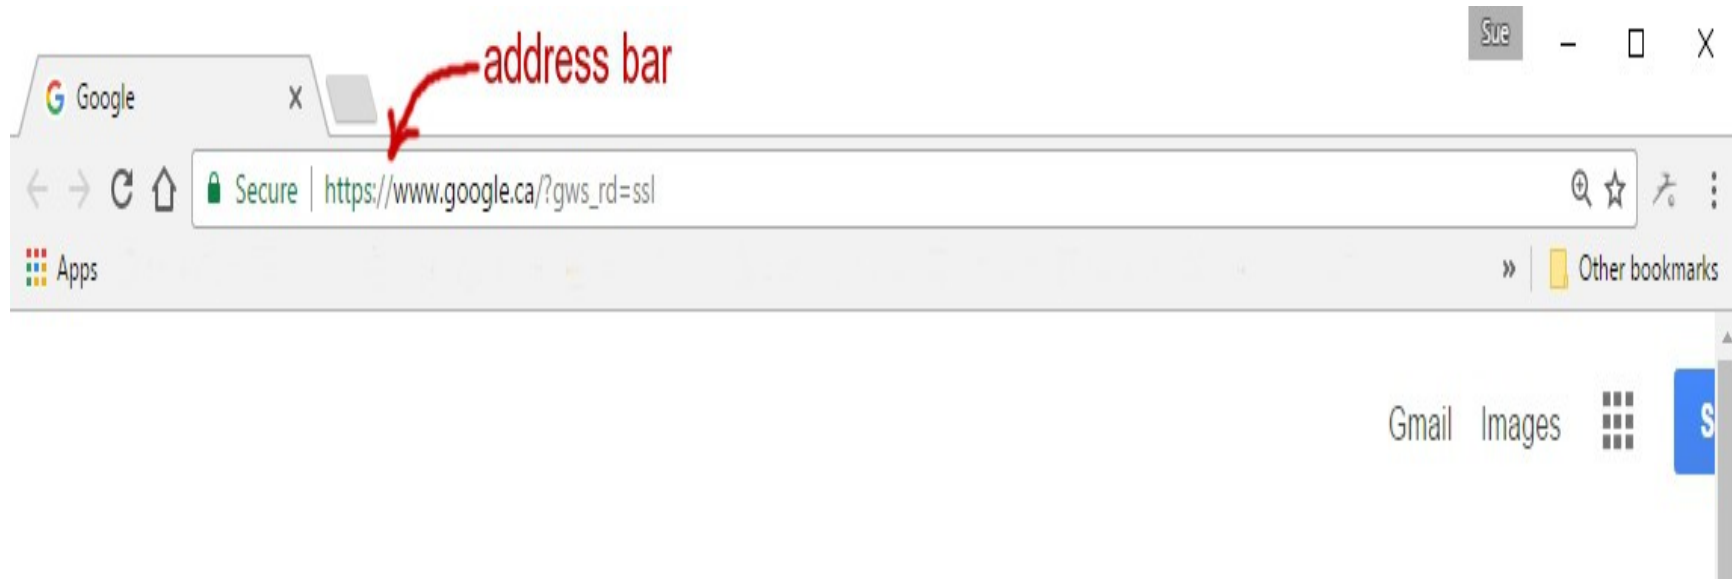 Sue
address bar
Google
Secure https://www.google.ca/?gws_rd=ssl
Apps » Other bookmarks
Gmail Images S